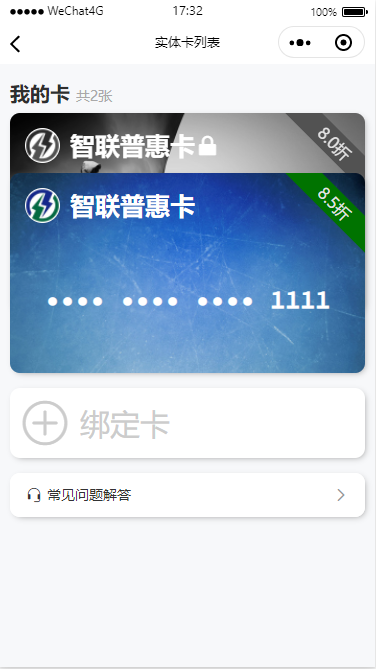 ●●●●● WeChat4G 17:32 100%
实体卡列表
我的卡 共2张
智联普惠卡 8.0折
智联普惠卡 8.5折
●●●● ●●●● ●●●● 1111
绑定卡
常见问题解答